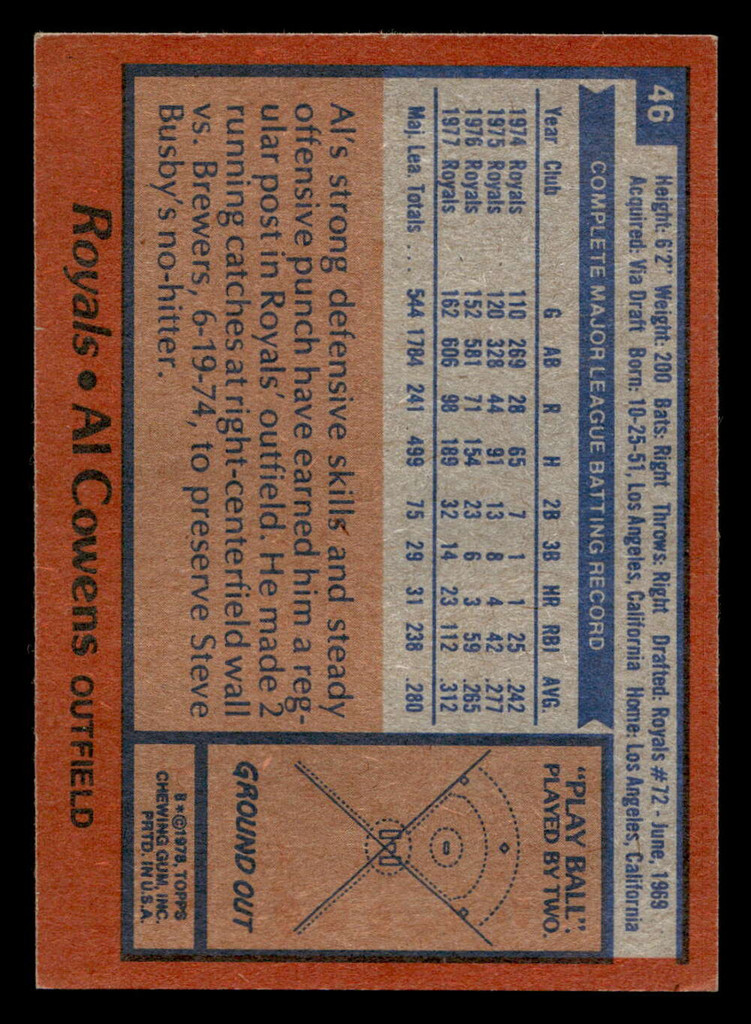 46
Height: 6'2" Weight: 200 Bats: Right Throws: Right Drafted: Royals #72 - June, 1969
Acquired: Via Draft Born: 10-25-51, Los Angeles, California Home: Los Angeles, California
COMPLETE MAJOR LEAGUE BATTING RECORD
Year Club G AB R H 2B 3B HR RBI AVG.
1974 Royals 110 269 28 65 7 1 1 25 .242
1975 Royals 120 328 44 91 13 8 4 42 .277
1976 Royals 152 581 71 154 23 6 3 59 .265
1977 Royals 162 606 98 189 32 14 23 112 .312
Maj. Lea. Totals ... 544 1784 241 499 75 29 31 238 .280
Al's strong defensive skills and steady
offensive punch have earned him a reg-
ular post in Royals' outfield. He made 2
running catches at right-centerfield wall
vs. Brewers, 6-19-74, to preserve Steve
Busby's no-hitter.
"PLAY BALL"
PLAYED BY TWO.
GROUND OUT
B*©1978, TOPPS
CHEWING GUM, INC.
PRTD. IN U.S.A.
Royals • Al Cowens OUTFIELD